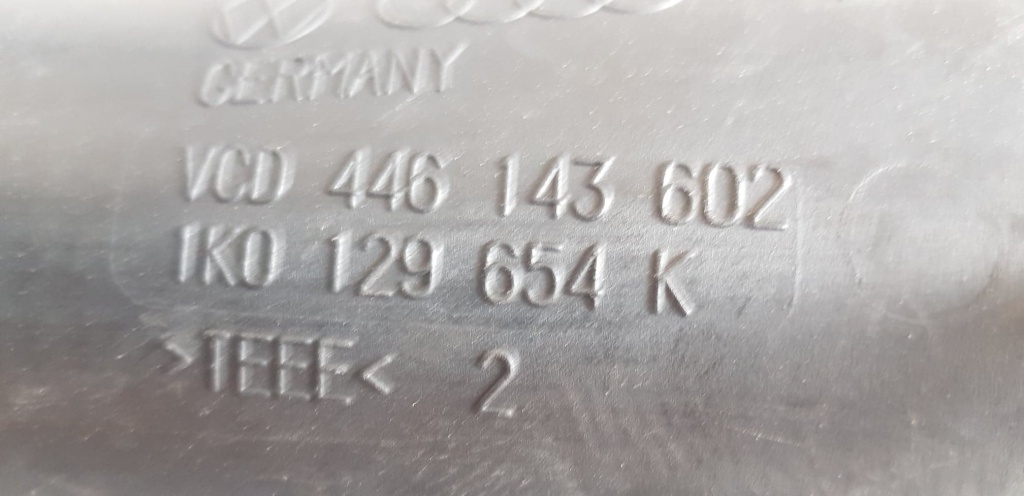 GERMANY
VCD 446 143 602
1K0 129 654 K
>TEEE< 2